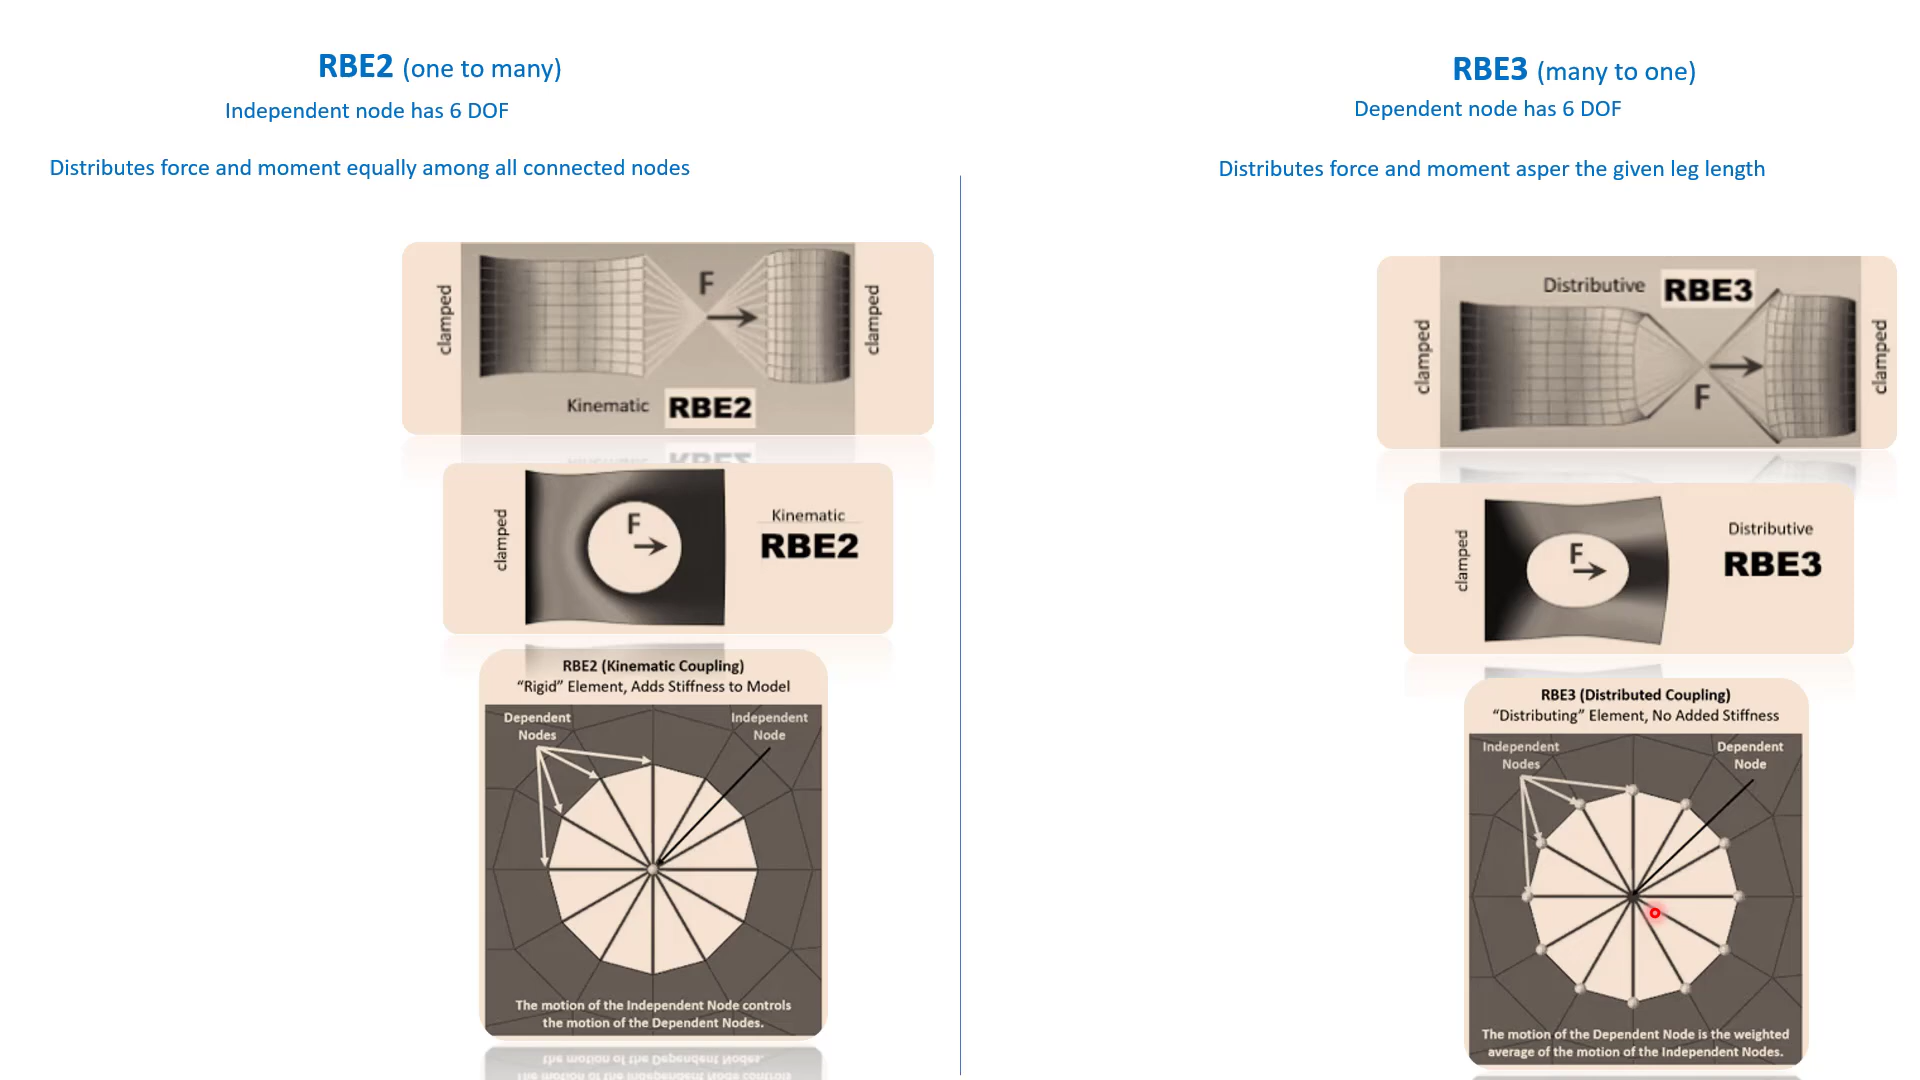 RBE2 (one to many)
Independent node has 6 DOF
Distributes force and moment equally among all connected nodes
clamped
F
clamped
Kinematic RBE2
clamped
F
Kinematic
RBE2
RBE2 (Kinematic Coupling)
“Rigid” Element, Adds Stiffness to Model
Dependent
Nodes
Independent
Node
The motion of the Independent Node controls
the motion of the Dependent Nodes.
RBE3 (many to one)
Dependent node has 6 DOF
Distributes force and moment asper the given leg length
Distributive RBE3
clamped
F
clamped
clamped
F
Distributive
RBE3
RBE3 (Distributed Coupling)
“Distributing” Element, No Added Stiffness
Independent
Nodes
Dependent
Node
The motion of the Dependent Node is the weighted
average of the motion of the Independent Nodes.